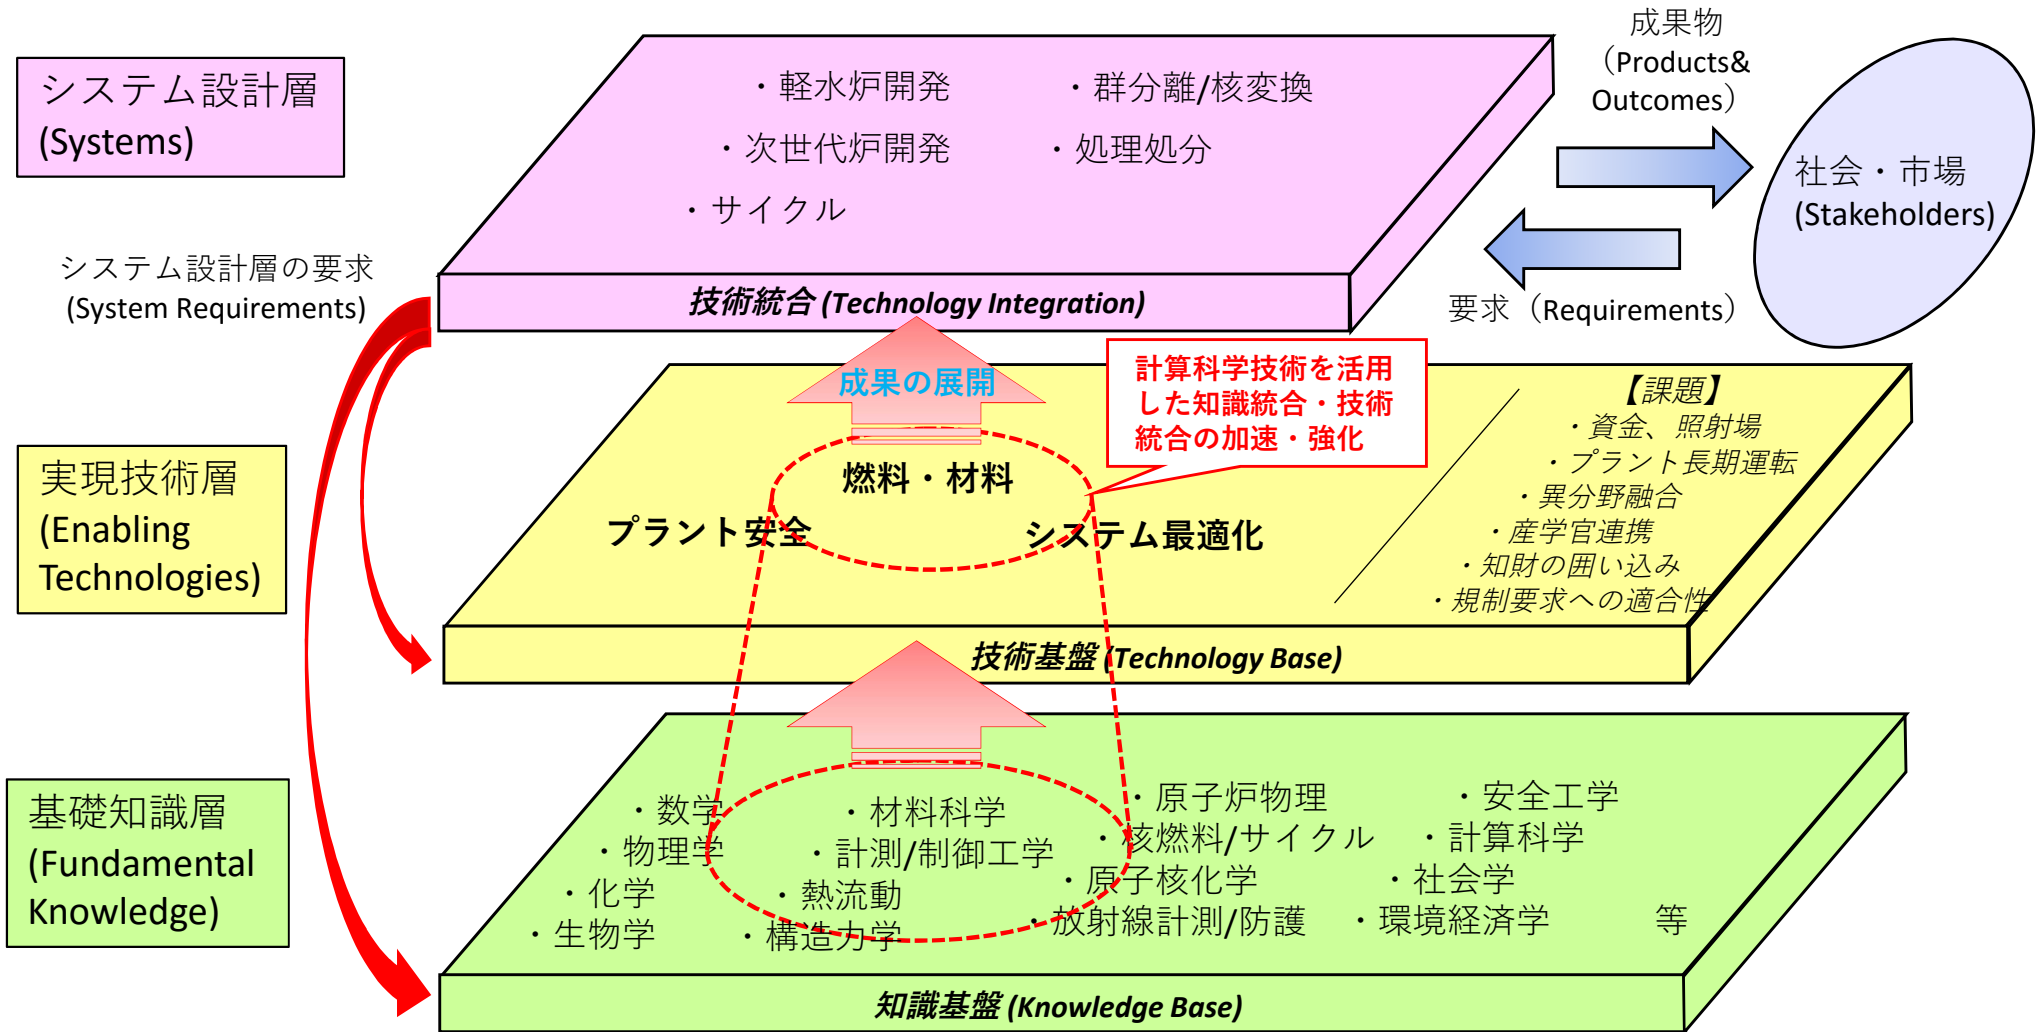 システム設計層
(Systems)
・軽水炉開発
・群分離/核変換
・次世代炉開発
・処理処分
・サイクル
技術統合 (Technology Integration)
成果物
（Products&
Outcomes）
社会・市場
(Stakeholders)
要求（Requirements）
システム設計層の要求
(System Requirements)
成果の展開
計算科学技術を活用
した知識統合・技術
統合の加速・強化
実現技術層
(Enabling
Technologies)
燃料・材料
プラント安全
システム最適化
【課題】
・資金、照射場
・プラント長期運転
・異分野融合
・産学官連携
・知財の囲い込み
・規制要求への適合性
技術基盤 (Technology Base)
基礎知識層
(Fundamental
Knowledge)
・数学
・物理学
・化学
・生物学
・材料科学
・計測/制御工学
・熱流動
・構造力学
・原子炉物理
・核燃料/サイクル
・原子核化学
・放射線計測/防護
・安全工学
・計算科学
・社会学
・環境経済学
等
知識基盤 (Knowledge Base)